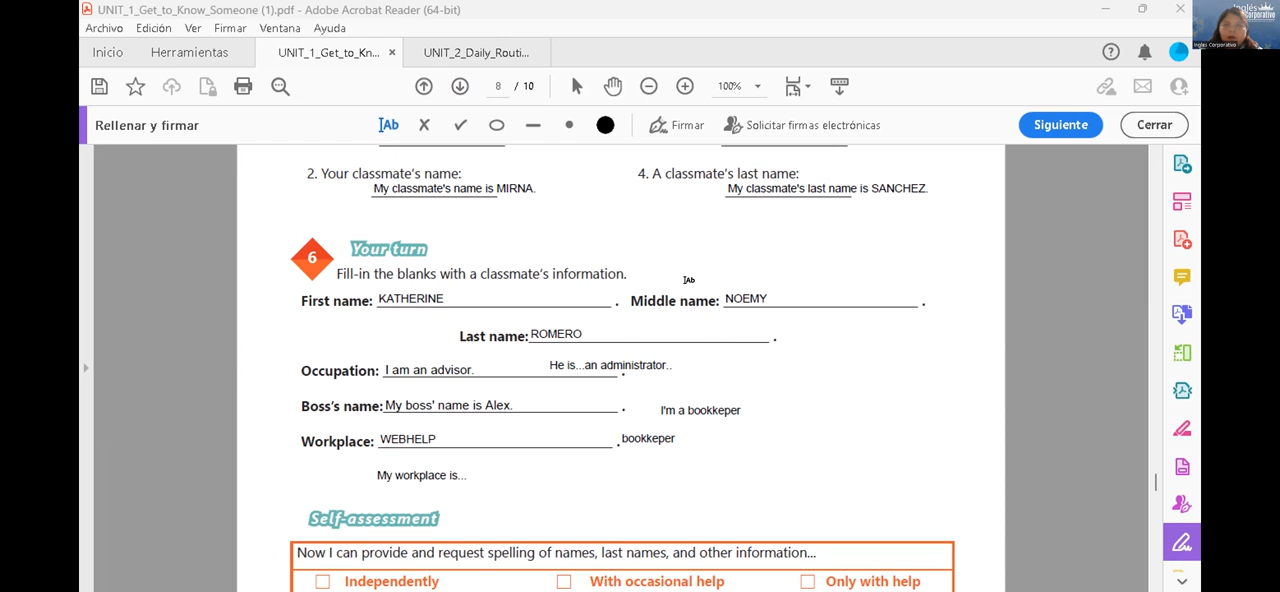 UNIT_1_Get_to_Know_Someone (1).pdf - Adobe Acrobat Reader (64-bit)
Archivo Edición Ver Firmar Ventana Ayuda
Inglés Corporativo
Inglés Corporativo
Inicio Herramientas UNIT_1_Get_to_Kn... × UNIT_2_Daily_Routi...
8 / 10 100%
Rellenar y firmar Ab Firmar Solicitar firmas electrónicas Siguiente Cerrar
2. Your classmate's name: 4. A classmate's last name:
My classmate's name is MIRNA. My classmate's last name is SANCHEZ.
6 Your turn
Fill-in the blanks with a classmate's information.
First name: KATHERINE . Middle name: NOEMY .
Last name: ROMERO .
Occupation: I am an advisor. . He is...an administrator..
Boss's name: My boss' name is Alex. . I'm a bookkeper
Workplace: WEBHELP . bookkeper
My workplace is...
Self-assessment
Now I can provide and request spelling of names, last names, and other information...
Independently With occasional help Only with help